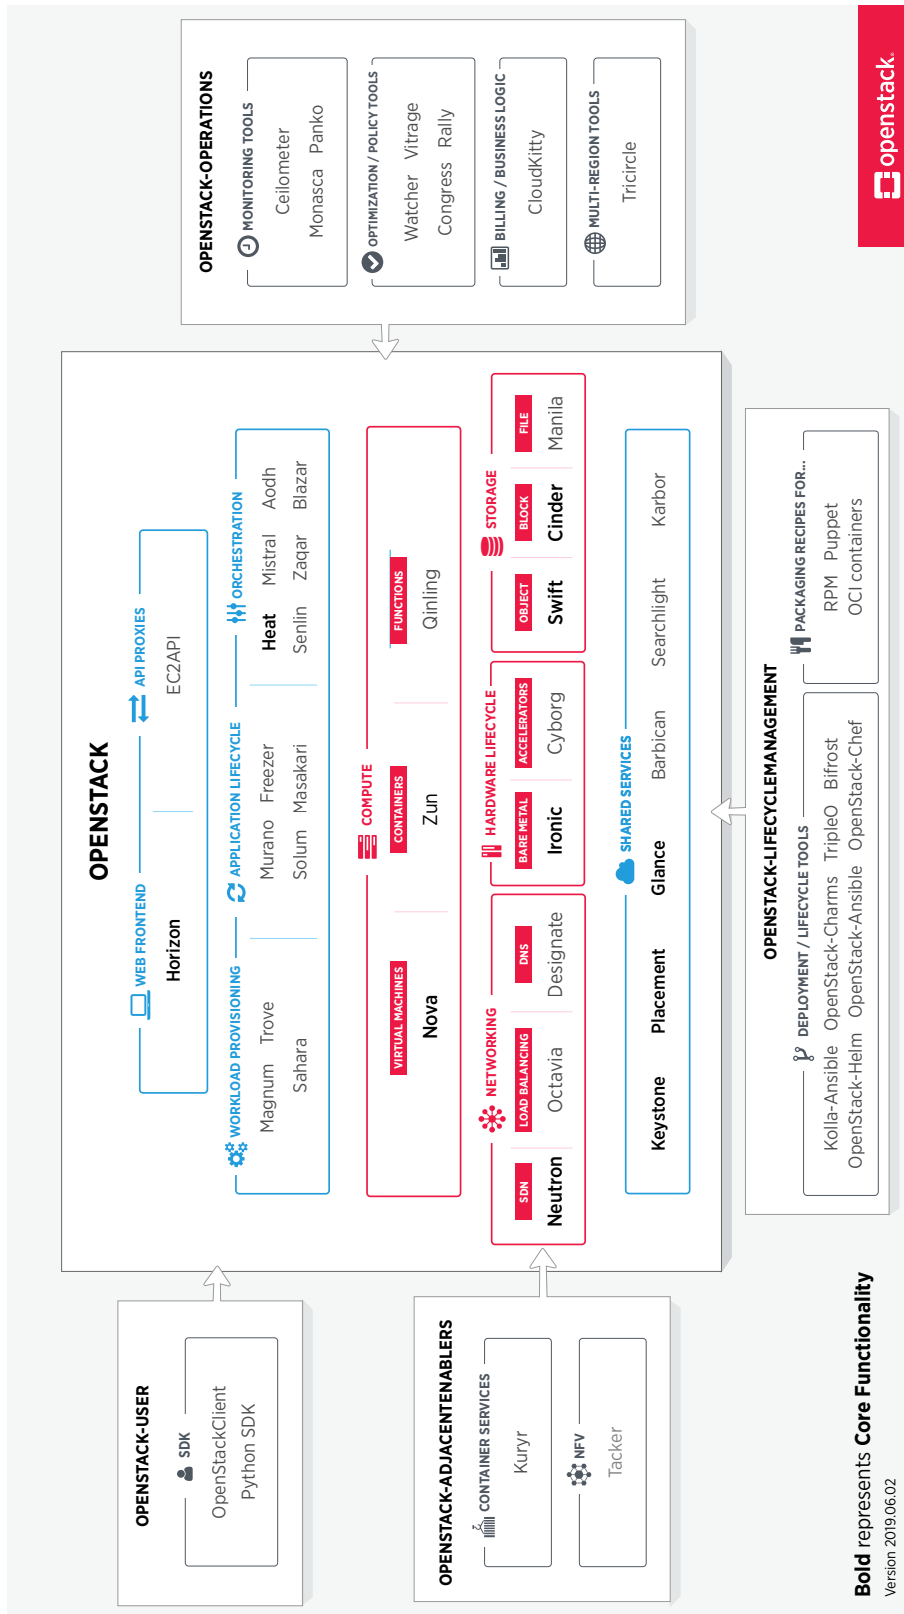 OPENSTACK-USER
SDK
OpenStackClient
Python SDK
OPENSTACK-ADJACENTENABLERS
CONTAINER SERVICES
Kuryr
NFV
Tacker
OPENSTACK
WEB FRONTEND
API PROXIES
Horizon
EC2API
WORKLOAD PROVISIONING
APPLICATION LIFECYCLE
ORCHESTRATION
Magnum Trove
Sahara
Murano Freezer
Solum Masakari
Heat Mistral Aodh
Senlin Zaqar Blazar
COMPUTE
VIRTUAL MACHINES
CONTAINERS
FUNCTIONS
Nova
Zun
Qinling
NETWORKING
SDN
LOAD BALANCING
DNS
Neutron
Octavia
Designate
HARDWARE LIFECYCLE
BARE METAL
ACCELERATORS
Ironic
Cyborg
STORAGE
OBJECT
BLOCK
FILE
Swift
Cinder
Manila
SHARED SERVICES
Keystone Placement Glance Barbican Searchlight Karbor
OPENSTACK-OPERATIONS
MONITORING TOOLS
Ceilometer
Monasca Panko
OPTIMIZATION / POLICY TOOLS
Watcher Vitrage
Congress Rally
BILLING / BUSINESS LOGIC
CloudKitty
MULTI-REGION TOOLS
Tricircle
OPENSTACK-LIFECYCLEMANAGEMENT
DEPLOYMENT / LIFECYCLE TOOLS
Kolla-Ansible OpenStack-Charms TripleO Bifrost
OpenStack-Helm OpenStack-Ansible OpenStack-Chef
PACKAGING RECIPES FOR...
RPM Puppet
OCI containers
Bold represents Core Functionality
Version 2019.06.02
openstack.